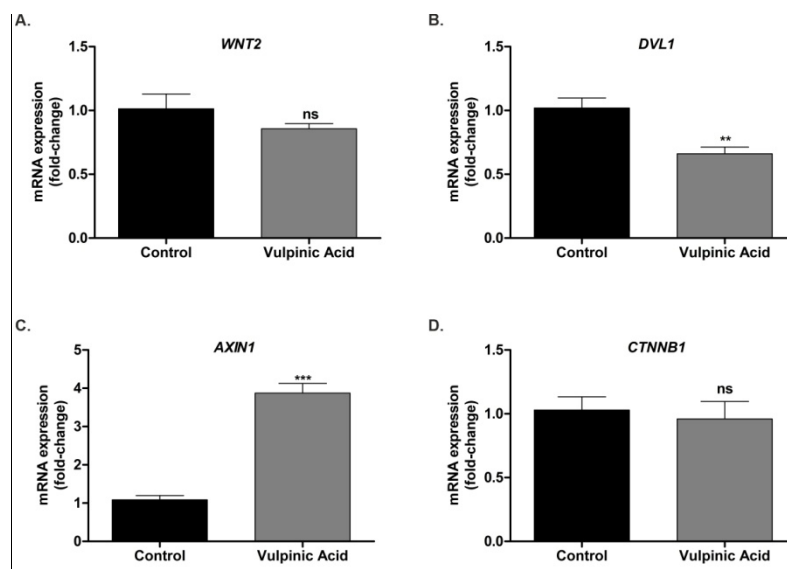 A.
WNT2
mRNA expression
(fold-change)
1.5
1.0
0.5
0.0
ns
Control
Vulpinic Acid
B.
DVL1
mRNA expression
(fold-change)
1.5
1.0
0.5
0.0
**
Control
Vulpinic Acid
C.
AXIN1
mRNA expression
(fold-change)
5
4
3
2
1
0
***
Control
Vulpinic Acid
D.
CTNNB1
mRNA expression
(fold-change)
1.5
1.0
0.5
0.0
ns
Control
Vulpinic Acid